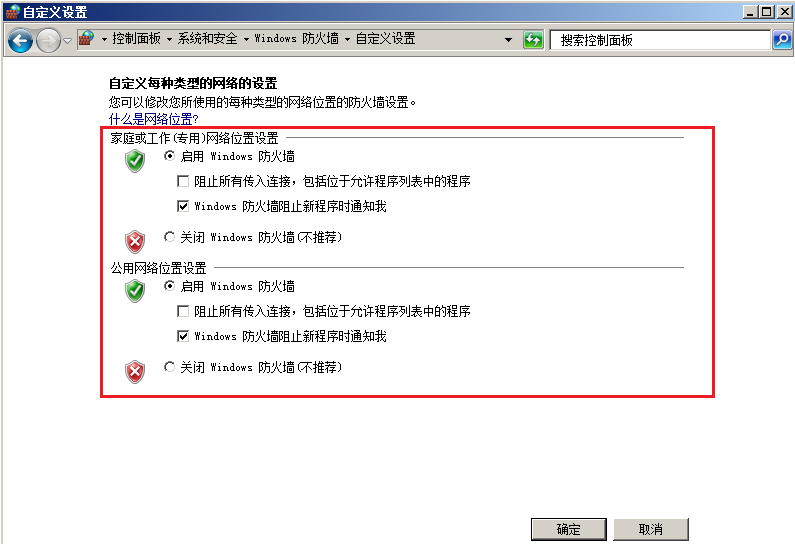 自定义设置
控制面板 系统和安全 Windows 防火墙 自定义设置 搜索控制面板
自定义每种类型的网络的设置
您可以修改您所使用的每种类型的网络位置的防火墙设置。
什么是网络位置?
家庭或工作(专用)网络位置设置
启用 Windows 防火墙
阻止所有传入连接，包括位于允许程序列表中的程序
Windows 防火墙阻止新程序时通知我
关闭 Windows 防火墙(不推荐)
公用网络位置设置
启用 Windows 防火墙
阻止所有传入连接，包括位于允许程序列表中的程序
Windows 防火墙阻止新程序时通知我
关闭 Windows 防火墙(不推荐)
确定 取消